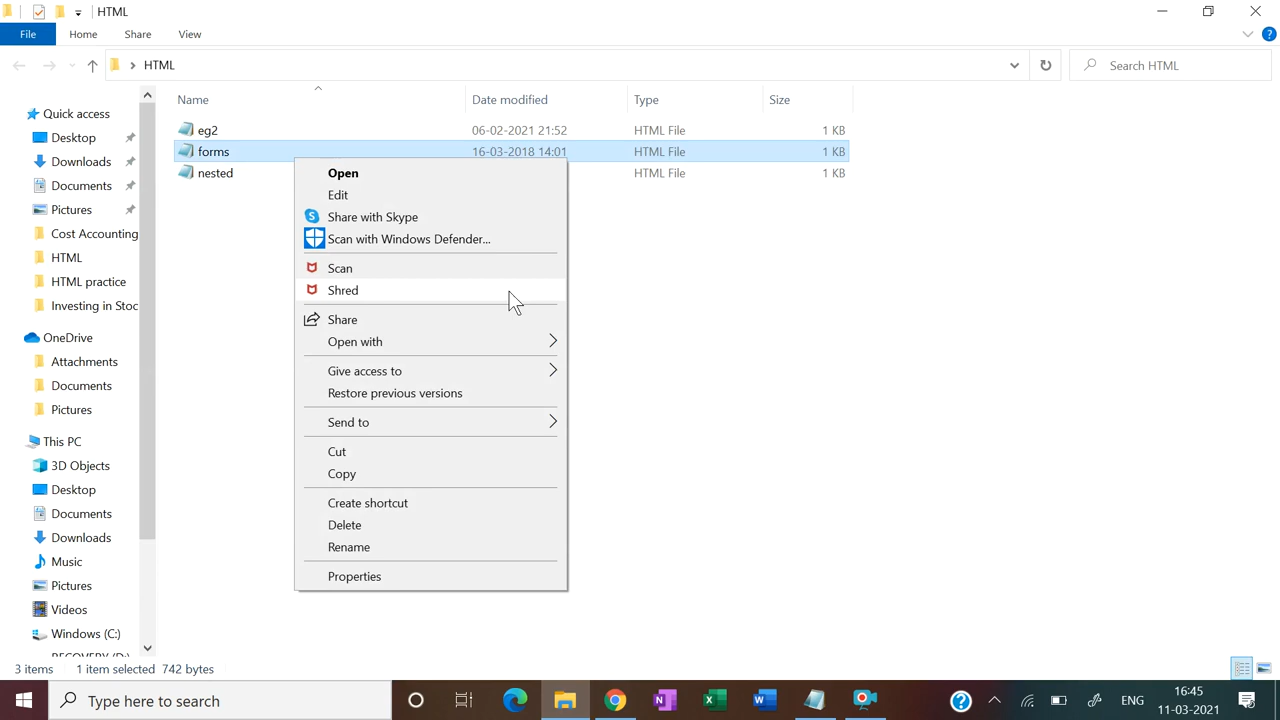 HTML
File Home Share View
HTML
Search HTML
Name Date modified Type Size
eg2 06-02-2021 21:52 HTML File 1 KB
forms 16-03-2018 14:01 HTML File 1 KB
nested HTML File 1 KB
Quick access
Desktop
Downloads
Documents
Pictures
Cost Accounting
HTML
HTML practice
Investing in Stoc
OneDrive
Attachments
Documents
Pictures
This PC
3D Objects
Desktop
Documents
Downloads
Music
Pictures
Videos
Windows (C:)
RECOVERY (D:)
Open
Edit
Share with Skype
Scan with Windows Defender...
Scan
Shred
Share
Open with
Give access to
Restore previous versions
Send to
Cut
Copy
Create shortcut
Delete
Rename
Properties
3 items 1 item selected 742 bytes
Type here to search
ENG
16:45
11-03-2021